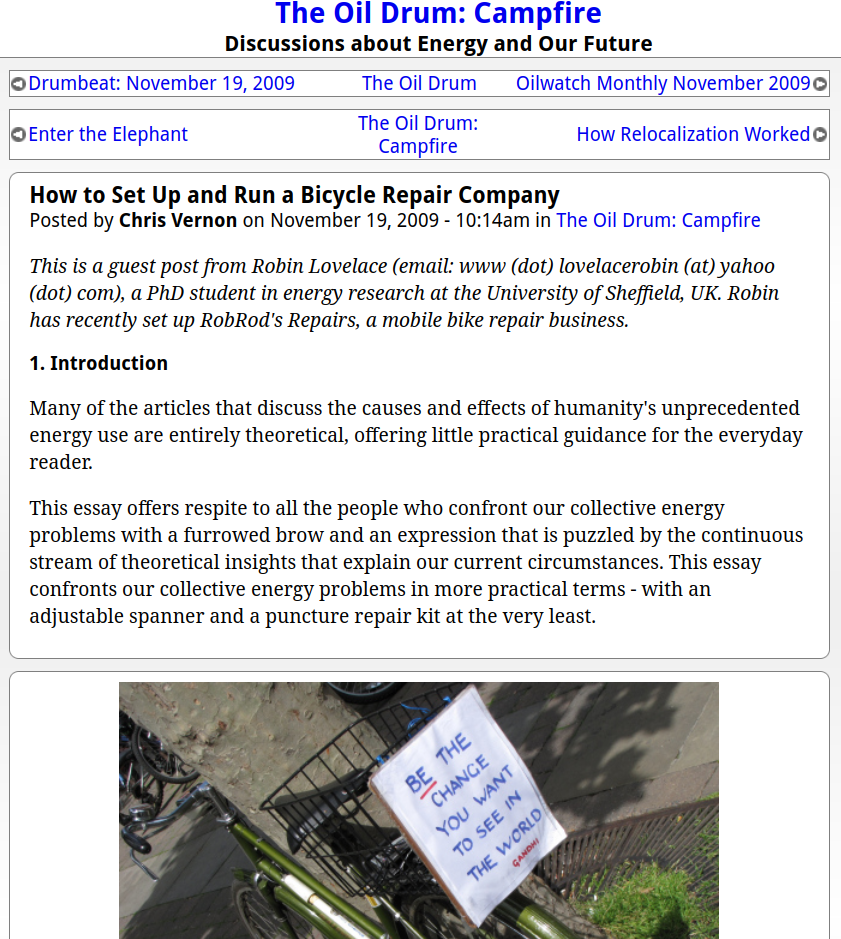 The Oil Drum: Campfire
Discussions about Energy and Our Future
Drumbeat: November 19, 2009 The Oil Drum Oilwatch Monthly November 2009
Enter the Elephant The Oil Drum: Campfire How Relocalization Worked
How to Set Up and Run a Bicycle Repair Company
Posted by Chris Vernon on November 19, 2009 - 10:14am in The Oil Drum: Campfire
This is a guest post from Robin Lovelace (email: www (dot) lovelacerobin (at) yahoo
(dot) com), a PhD student in energy research at the University of Sheffield, UK. Robin
has recently set up RobRod's Repairs, a mobile bike repair business.
1. Introduction
Many of the articles that discuss the causes and effects of humanity's unprecedented
energy use are entirely theoretical, offering little practical guidance for the everyday
reader.
This essay offers respite to all the people who confront our collective energy
problems with a furrowed brow and an expression that is puzzled by the continuous
stream of theoretical insights that explain our current circumstances. This essay
confronts our collective energy problems in more practical terms - with an
adjustable spanner and a puncture repair kit at the very least.
BE THE
CHANGE
YOU WANT
TO SEE IN
THE WORLD
GANDHI